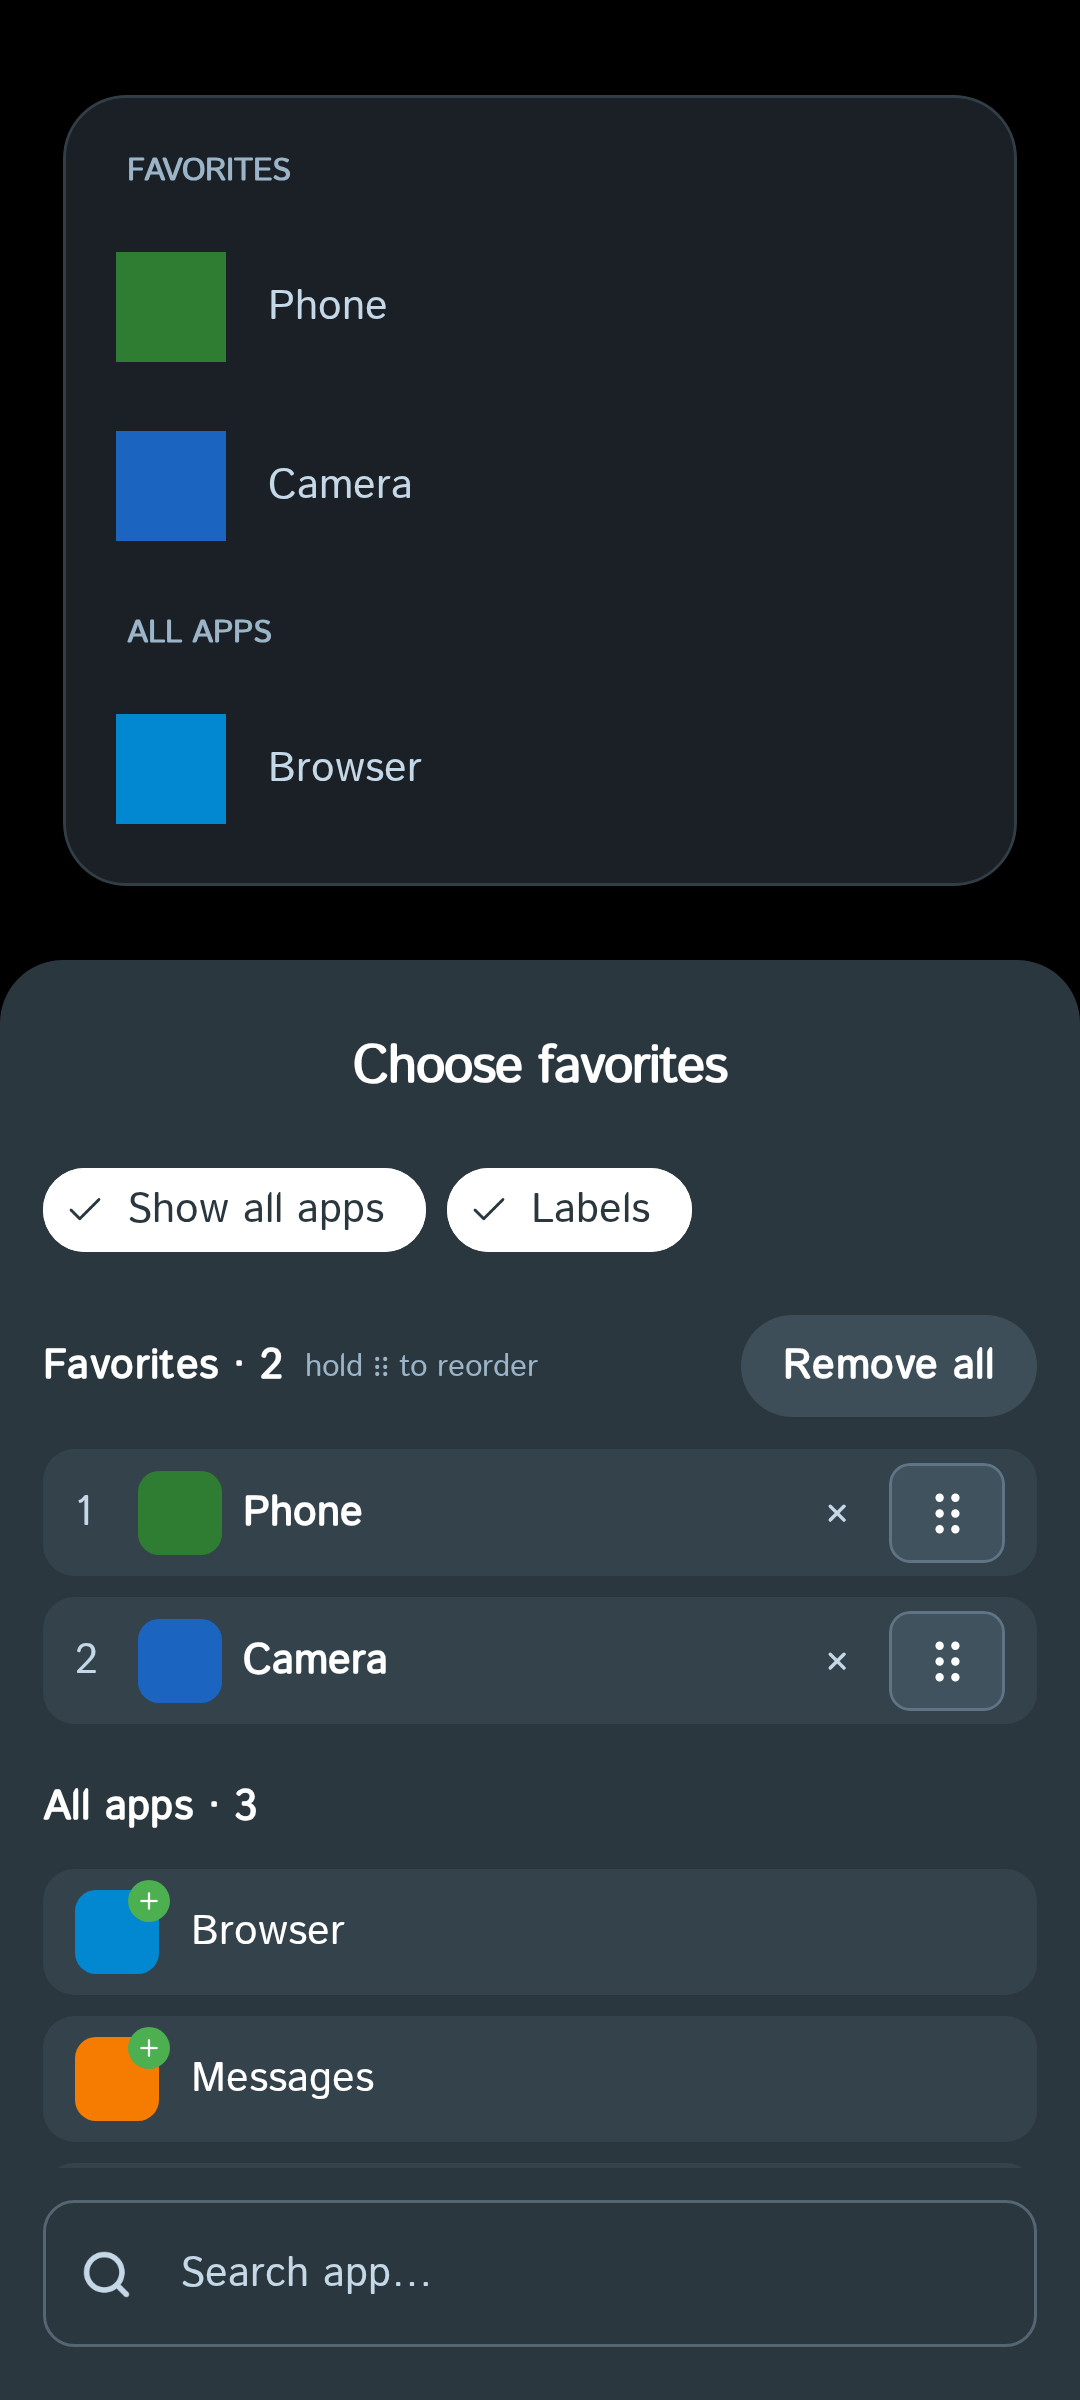 FAVORITES
Phone
Camera
ALL APPS
Browser
Choose favorites
Show all apps
Labels
Favorites · 2 hold ⠿ to reorder
Remove all
1 Phone ×
2 Camera ×
All apps · 3
Browser
Messages
Search app...